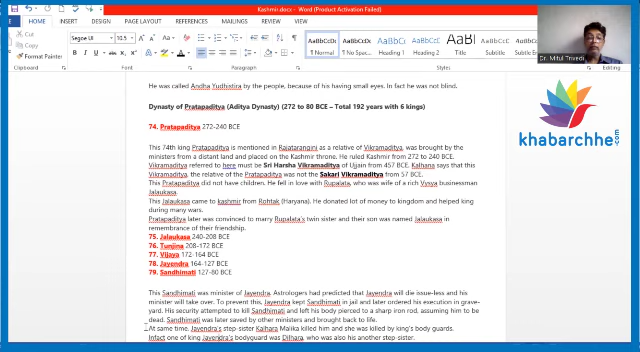 Kashmir.docx - Word (Product Activation Failed)
HOME INSERT DESIGN PAGE LAYOUT REFERENCES MAILINGS REVIEW VIEW
Cut
Copy
Format Painter
Segoe UI 10.5
AaBbCcDc AaBbCcDc AaBbCc AaBbCcC AaBl AaBbCcD AaBbCcDc
¶ Normal ¶ No Spac... Heading 1 Heading 2 Title Subtitle
Clipboard Font Paragraph Styles Editing
Dr. Mitul Trivedi
khabarchhe.com
He was called Andha Yudhistira by the people, because of his having small eyes. In fact he was not blind.
Dynasty of Pratapaditya (Aditya Dynasty) (272 to 80 BCE – Total 192 years with 6 kings)
74. Pratapaditya 272-240 BCE
This 74th king Pratapaditya is mentioned in Rajatarangini as a relative of Vikramaditya, was brought by the
ministers from a distant land and placed on the Kashmir throne. He ruled Kashmir from 272 to 240 BCE.
Vikramaditya referred to here must be Sri Harsha Vikramaditya of Ujjain from 457 BCE. Kalhana says that this
Vikramaditya, the relative of the Pratapaditya was not the Sakari Vikramaditya from 57 BCE.
This Pratapaditya did not have children. He fell in love with Rupalata, who was wife of a rich Vysya businessman
Jalaukasa.
This Jalaukasa came to kashmir from Rohtak (Haryana). He donated lot of money to kingdom and helped king
during many wars.
Pratapaditya later was convinced to marry Rupalata's twin sister and their son was named Jalaukasa in
remembrance of their friendship.
75. Jalaukasa 240-208 BCE
76. Tunjina 208-172 BCE
77. Vijaya 172-164 BCE
78. Jayendra 164-127 BCE
79. Sandhimati 127-80 BCE
This Sandhimati was minister of Jayendra. Astrologers had predicted that Jayendra will die issue-less and his
minister will take over. To prevent this, Jayendra kept Sandhimati in jail and later ordered his execution in grave-
yard. His security attempted to kill Sandhimati and left his body pierced to a sharp iron rod, assuming him to be
dead. Sandhimati was later saved by other ministers and brought back to life.
At same time, Jayendra's step-sister Kalhara Malika killed him and she was killed by king's body guards.
Infact one of king Jayendra's bodyguard was Dilhara, who was also his another step-sister.